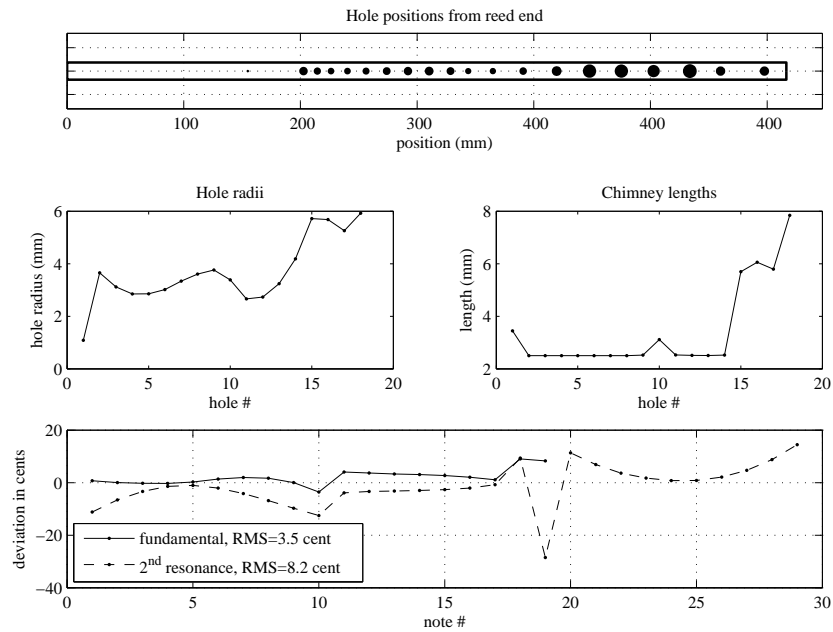 Hole positions from reed end
0 100 200 300 400 400 400
position (mm)
Hole radii
6
4
2
0
0 5 10 15 20
hole radius (mm)
hole #
Chimney lengths
8
6
4
2
0 5 10 15 20
length (mm)
hole #
20
0
−20
−40
0 5 10 15 20 25 30
deviation in cents
note #
fundamental, RMS=3.5 cent
2nd resonance, RMS=8.2 cent